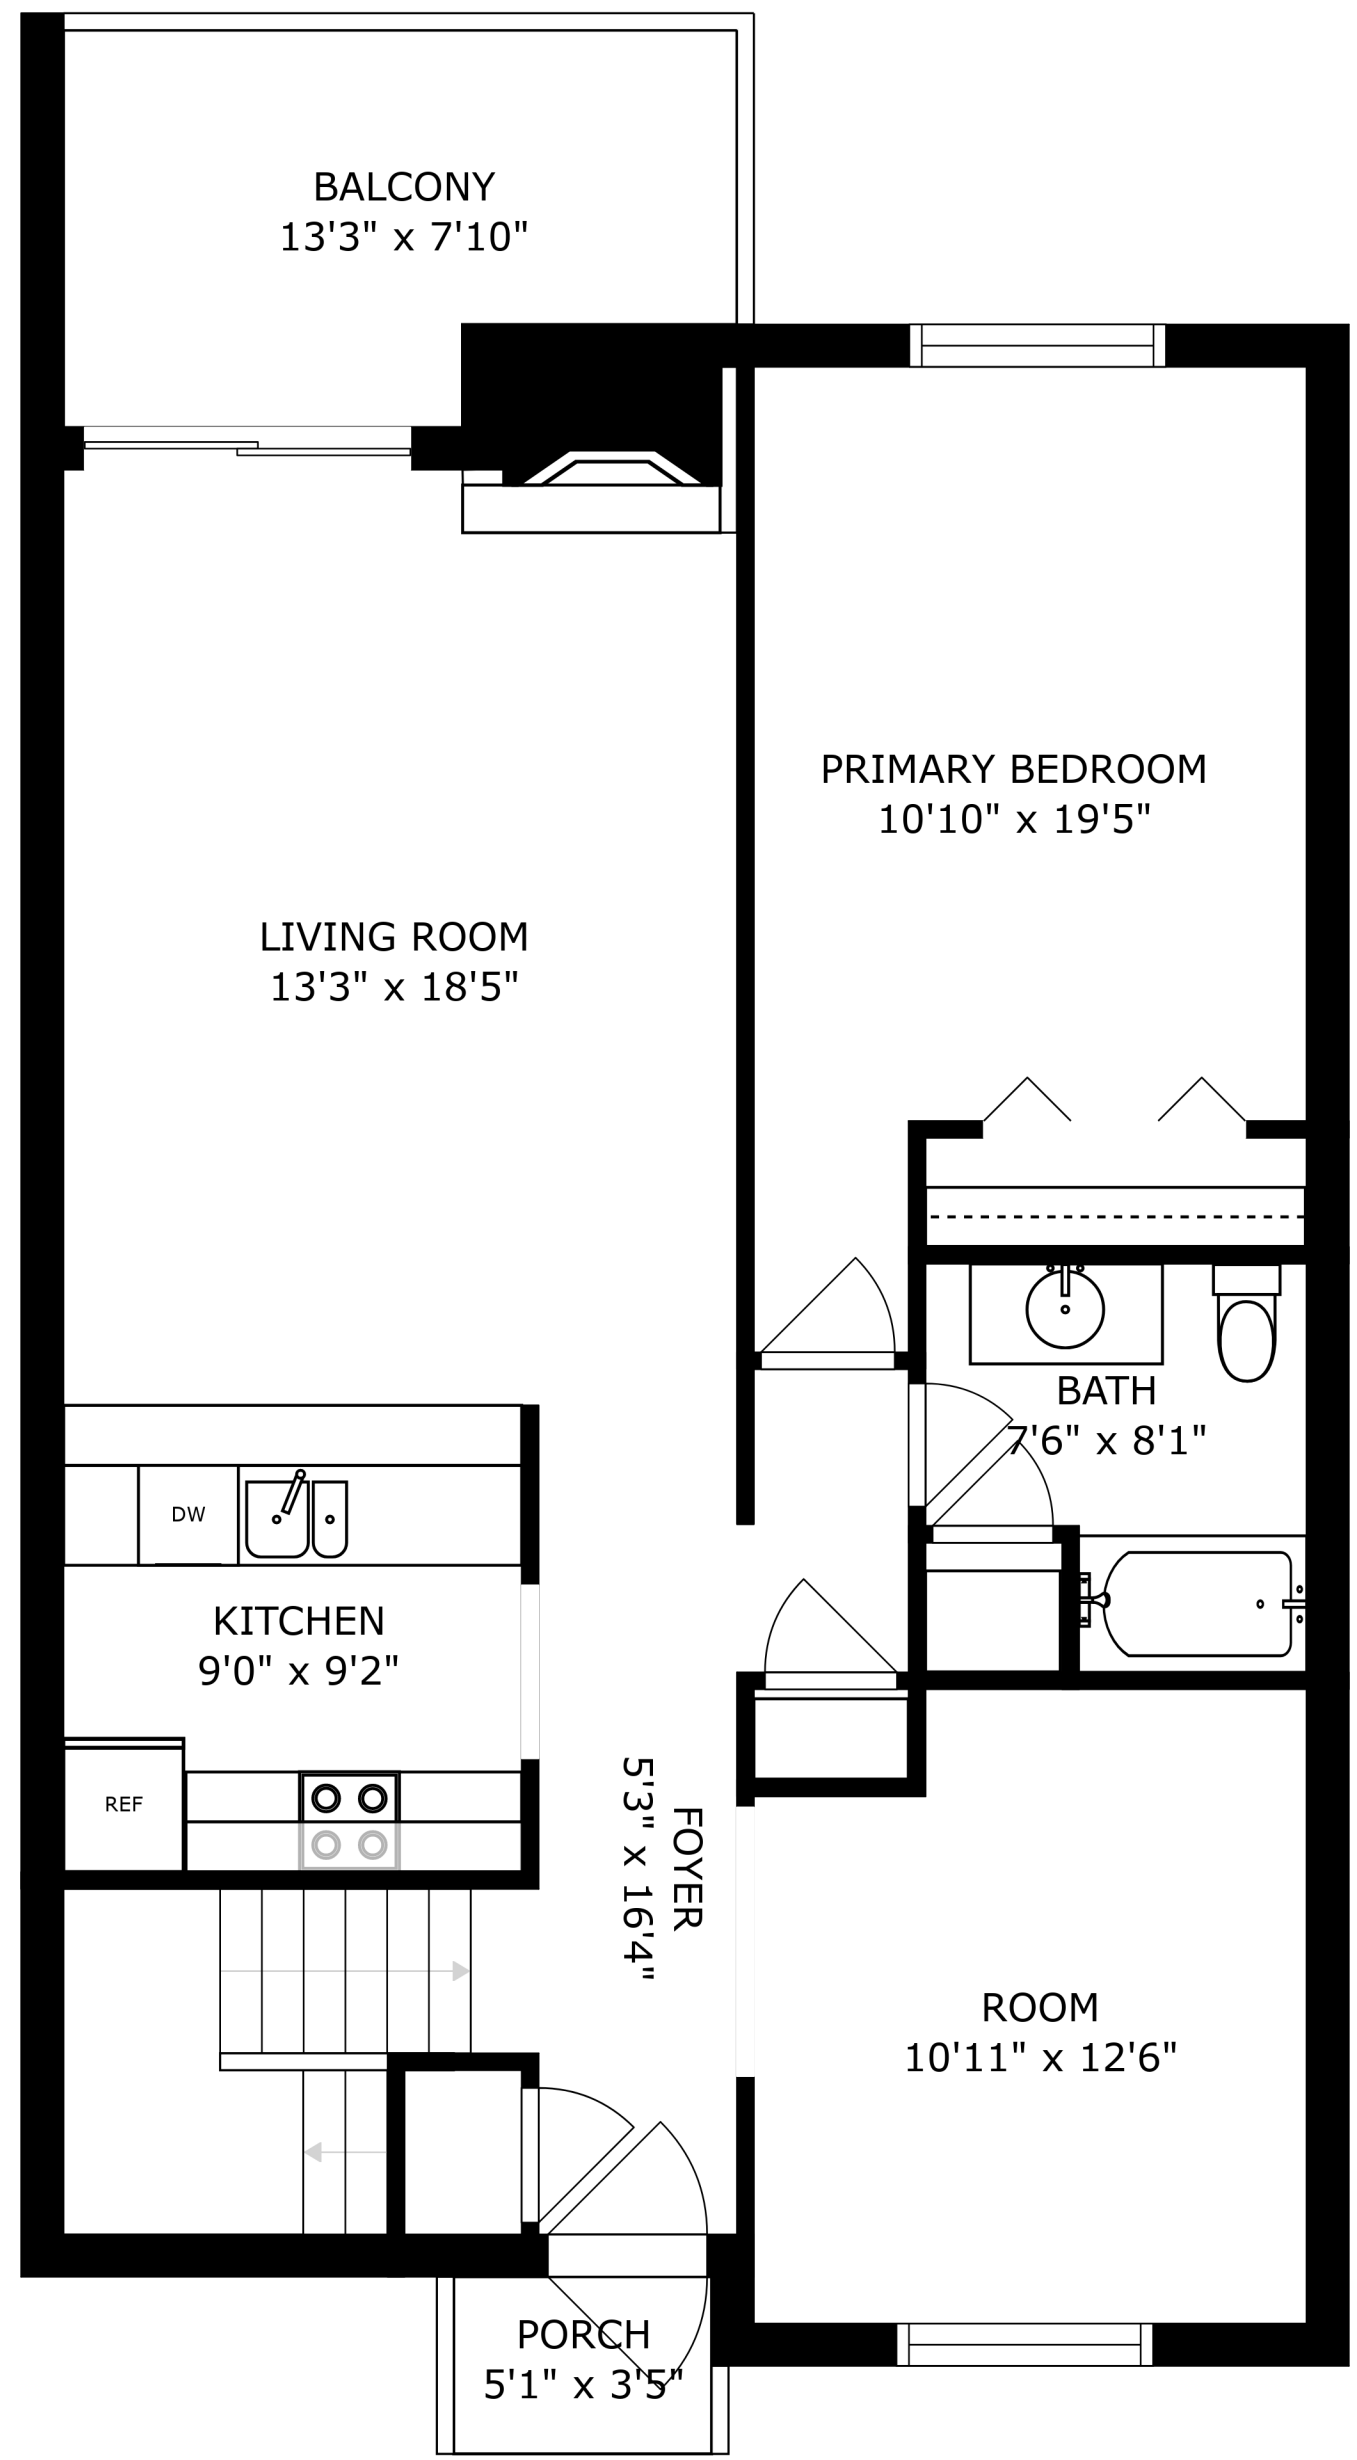 BALCONY
13'3" x 7'10"
PRIMARY BEDROOM
10'10" x 19'5"
LIVING ROOM
13'3" x 18'5"
BATH
7'6" x 8'1"
DW
KITCHEN
9'0" x 9'2"
REF
FOYER
5'3" x 16'4"
ROOM
10'11" x 12'6"
PORCH
5'1" x 3'5"